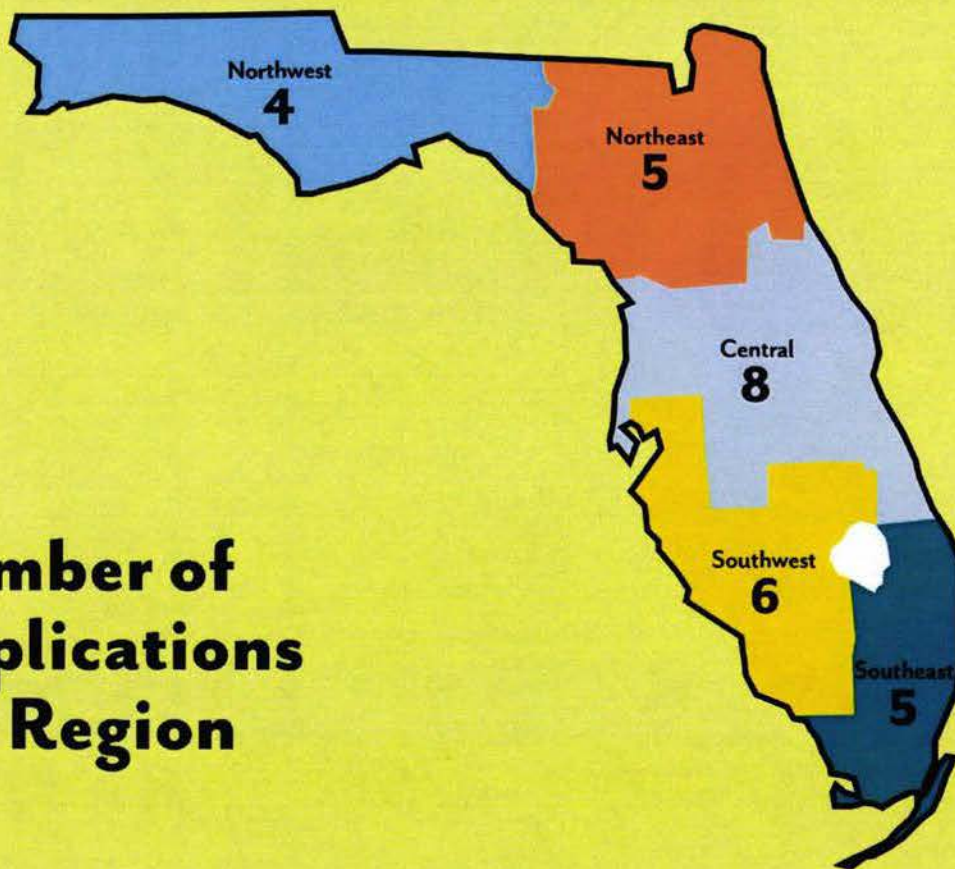 Northwest
4
Northeast
5
Central
8
Southwest
6
Southeast
5
mber of
plications
Region